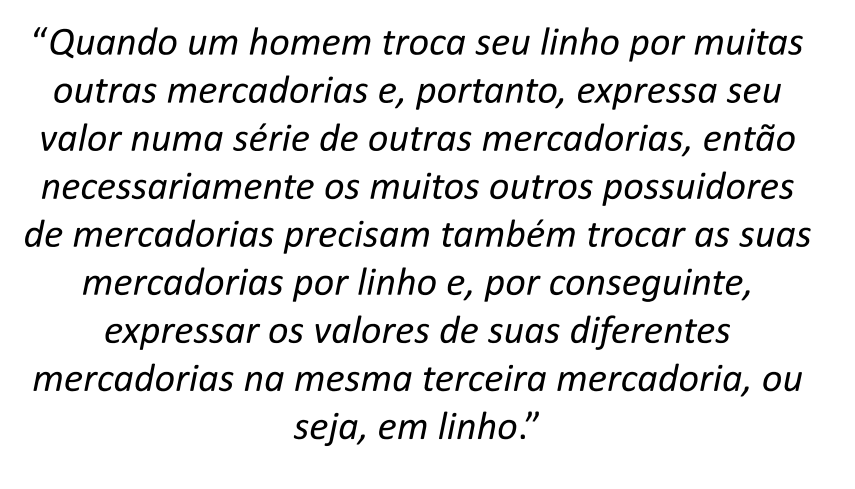 “Quando um homem troca seu linho por muitas
outras mercadorias e, portanto, expressa seu
valor numa série de outras mercadorias, então
necessariamente os muitos outros possuidores
de mercadorias precisam também trocar as suas
mercadorias por linho e, por conseguinte,
expressar os valores de suas diferentes
mercadorias na mesma terceira mercadoria, ou
seja, em linho.”